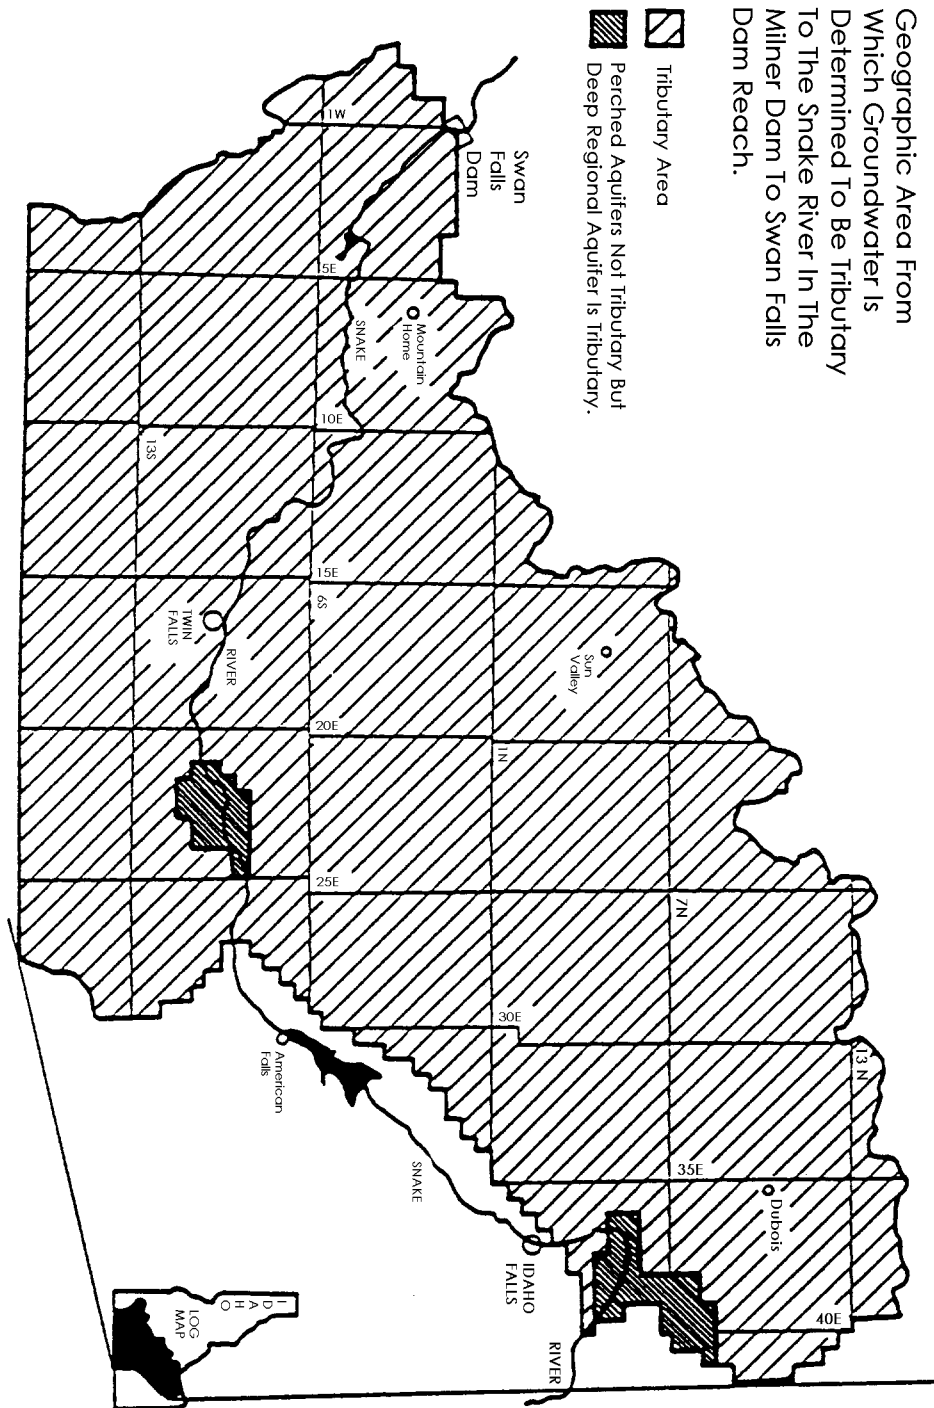 Geographic Area From
Which Groundwater Is
Determined To Be Tributary
To The Snake River In The
Milner Dam To Swan Falls
Dam Reach.
Tributary Area
Perched Aquifers Not Tributary But
Deep Regional Aquifer Is Tributary.
Swan
Falls
Dam
1W
5E
Mountain
Home
SNAKE
10E
13S
15E
6S
TWIN
FALLS
RIVER
Sun
Valley
20E
1N
25E
7N
30E
13N
American
Falls
SNAKE
35E
Dubois
IDAHO
FALLS
40E
RIVER
IDAHO
LOG
MAP